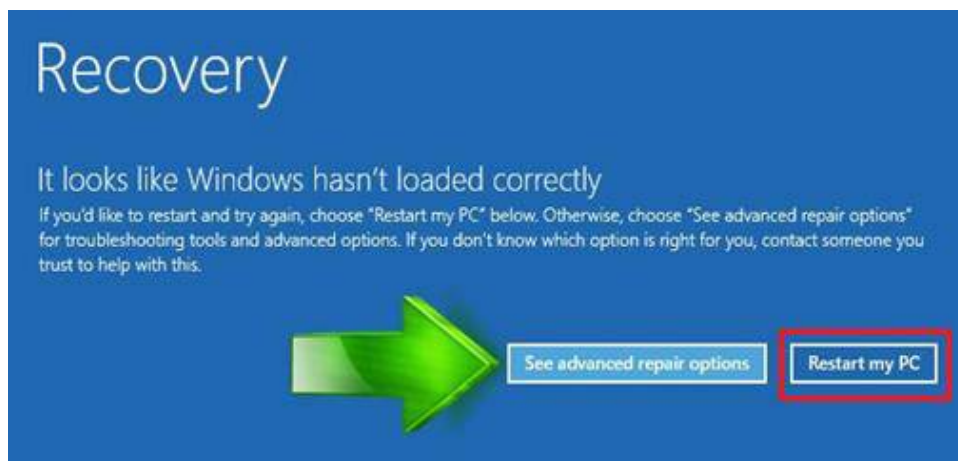 Recovery
It looks like Windows hasn't loaded correctly
If you'd like to restart and try again, choose "Restart my PC" below. Otherwise, choose "See advanced repair options"
for troubleshooting tools and advanced options. If you don't know which option is right for you, contact someone you
trust to help with this.
See advanced repair options
Restart my PC